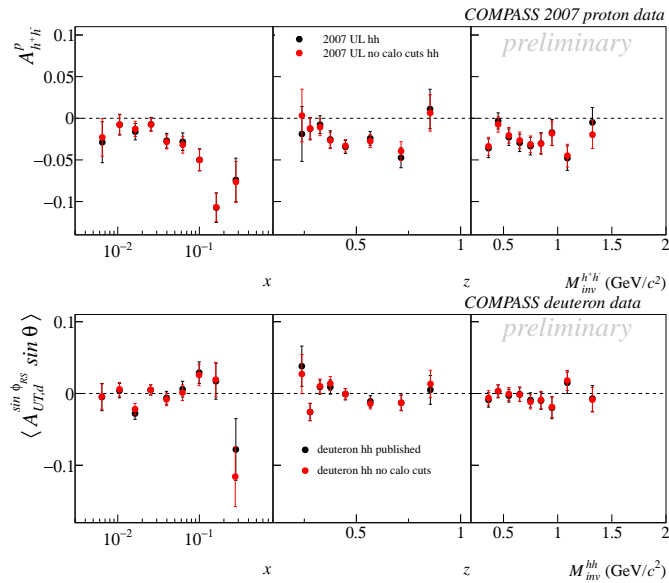 COMPASS 2007 proton data
preliminary
2007 UL hh
2007 UL no calo cuts hh
A^p_{h^+h^-}
0.1
0.05
0
−0.05
−0.1
10^{−2} 10^{−1} 0.5 1 0.5 1 1.5 2
x z M_{inv}^{h^+h^-} (GeV/c^2)
COMPASS deuteron data
preliminary
⟨ A_{UT,d}^{sin ϕ_{RS}} sin θ ⟩
0.1
0
−0.1
deuteron hh published
deuteron hh no calo cuts
10^{−2} 10^{−1} 0.5 1 0.5 1 1.5 2
x z M_{inv}^{hh} (GeV/c^2)